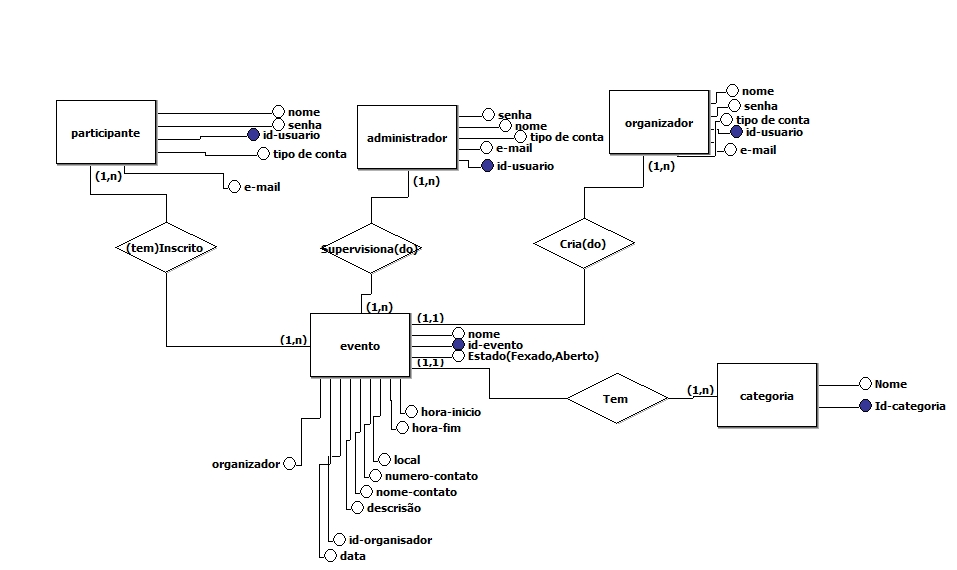 participante
nome
senha
id-usuario
tipo de conta
e-mail
(1,n)
administrador
senha
nome
tipo de conta
e-mail
id-usuario
(1,n)
organizador
nome
senha
tipo de conta
id-usuario
e-mail
(1,n)
(tem)Inscrito
Supervisiona(do)
Cria(do)
(1,n)
(1,n)
(1,1)
evento
nome
id-evento
Estado(Fexado,Aberto)
(1,1)
Tem
(1,n)
categoria
Nome
Id-categoria
hora-inicio
hora-fim
organizador
local
numero-contato
nome-contato
descrisão
id-organisador
data